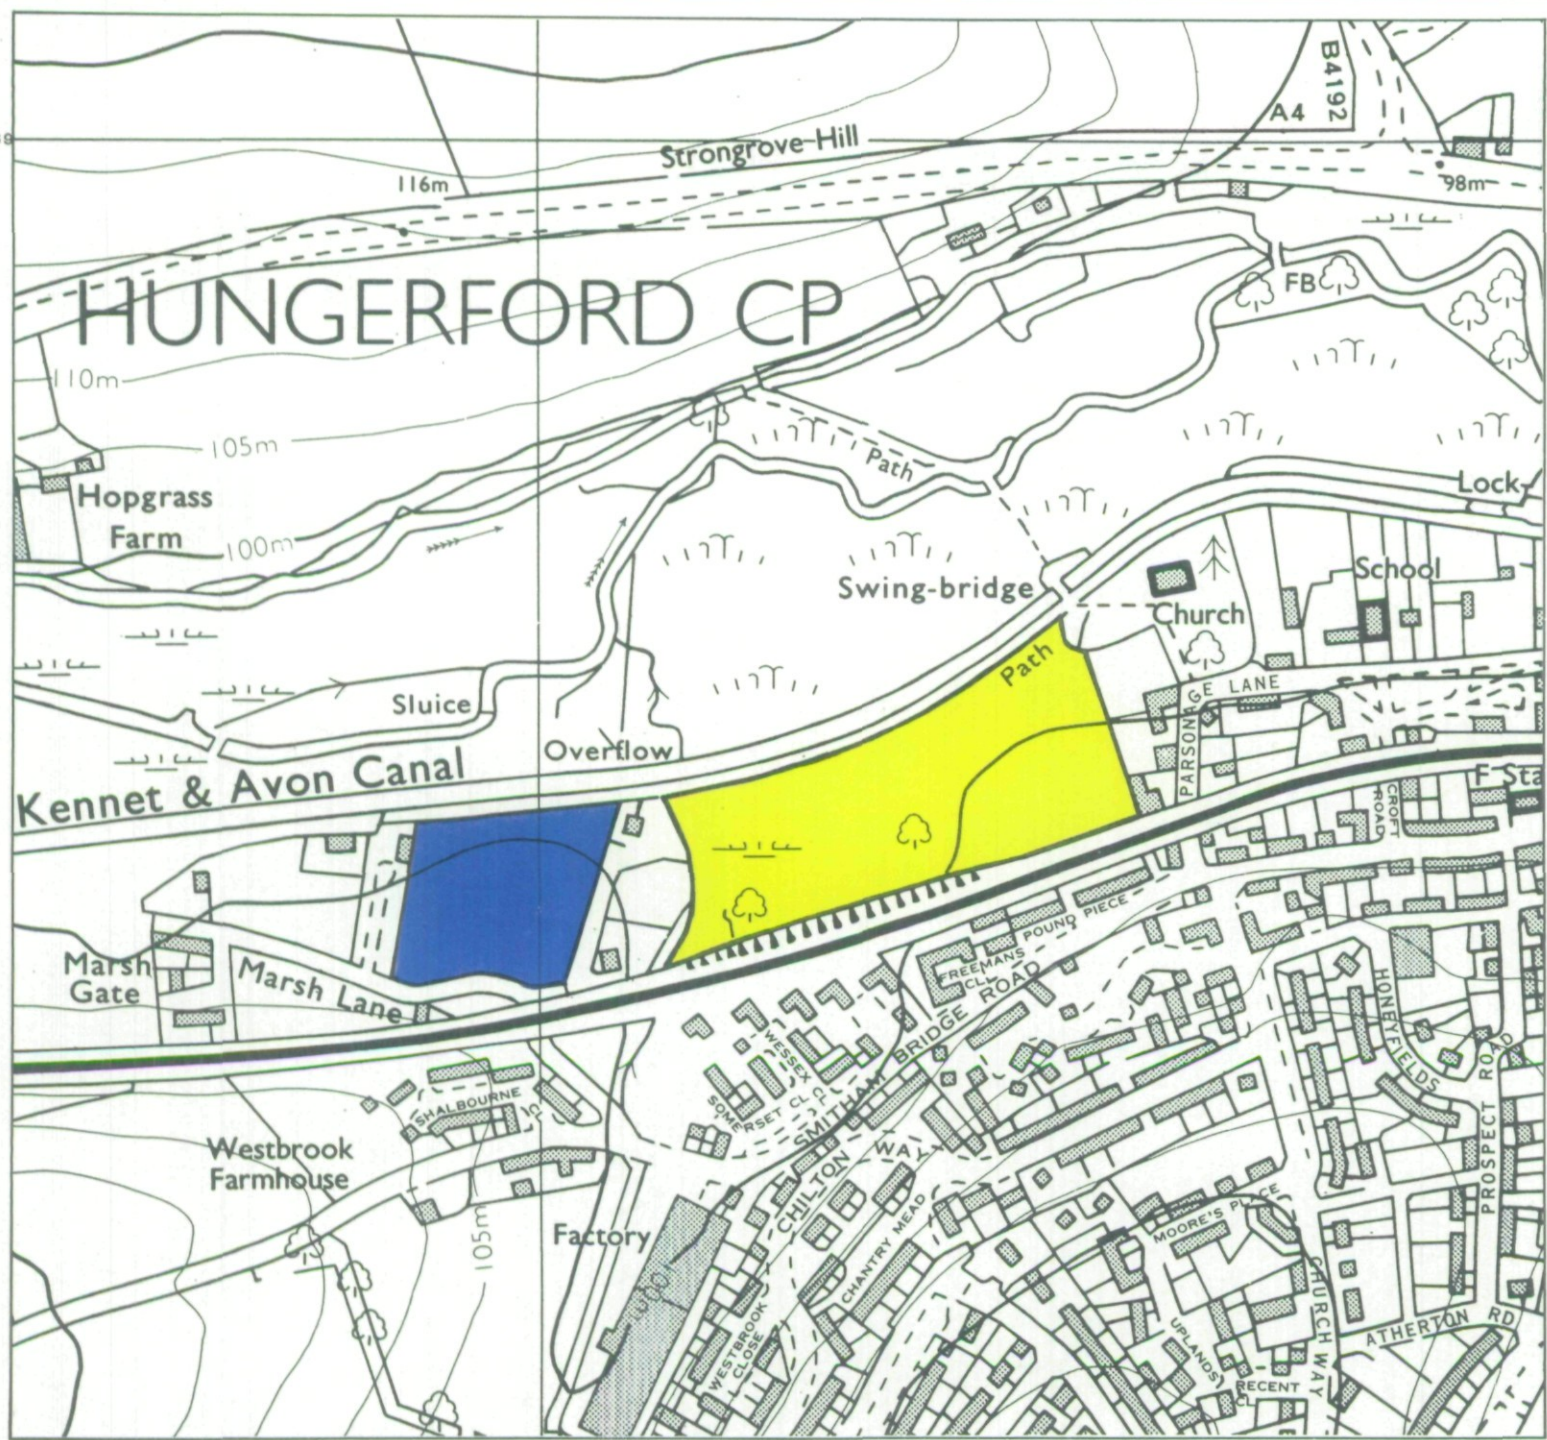 B4192
A4
Strongrove Hill
116m
98m
HUNGERFORD CP
FB
110m
105m
Path
Lock
Hopgrass
Farm
100m
School
Swing-bridge
Church
Path
Sluice
PARSONAGE LANE
Overflow
Kennet & Avon Canal
F Sta
CROFT
ROAD
Marsh
Gate
Marsh Lane
POUND PIECE
FREEMANS
CL
SMITHAM BRIDGE ROAD
HONEYFIELDS
WESSEX CL
SOMERSET CL
SHALBOURNE
CL
PROSPECT ROAD
Westbrook
Farmhouse
CHILTON WAY
105m
Factory
100m
CHANTRY MEAD
MOORE'S PLACE
WESTBROOK
CLOSE
CHURCH WAY
UPLANDS
ATHERTON RD
CL